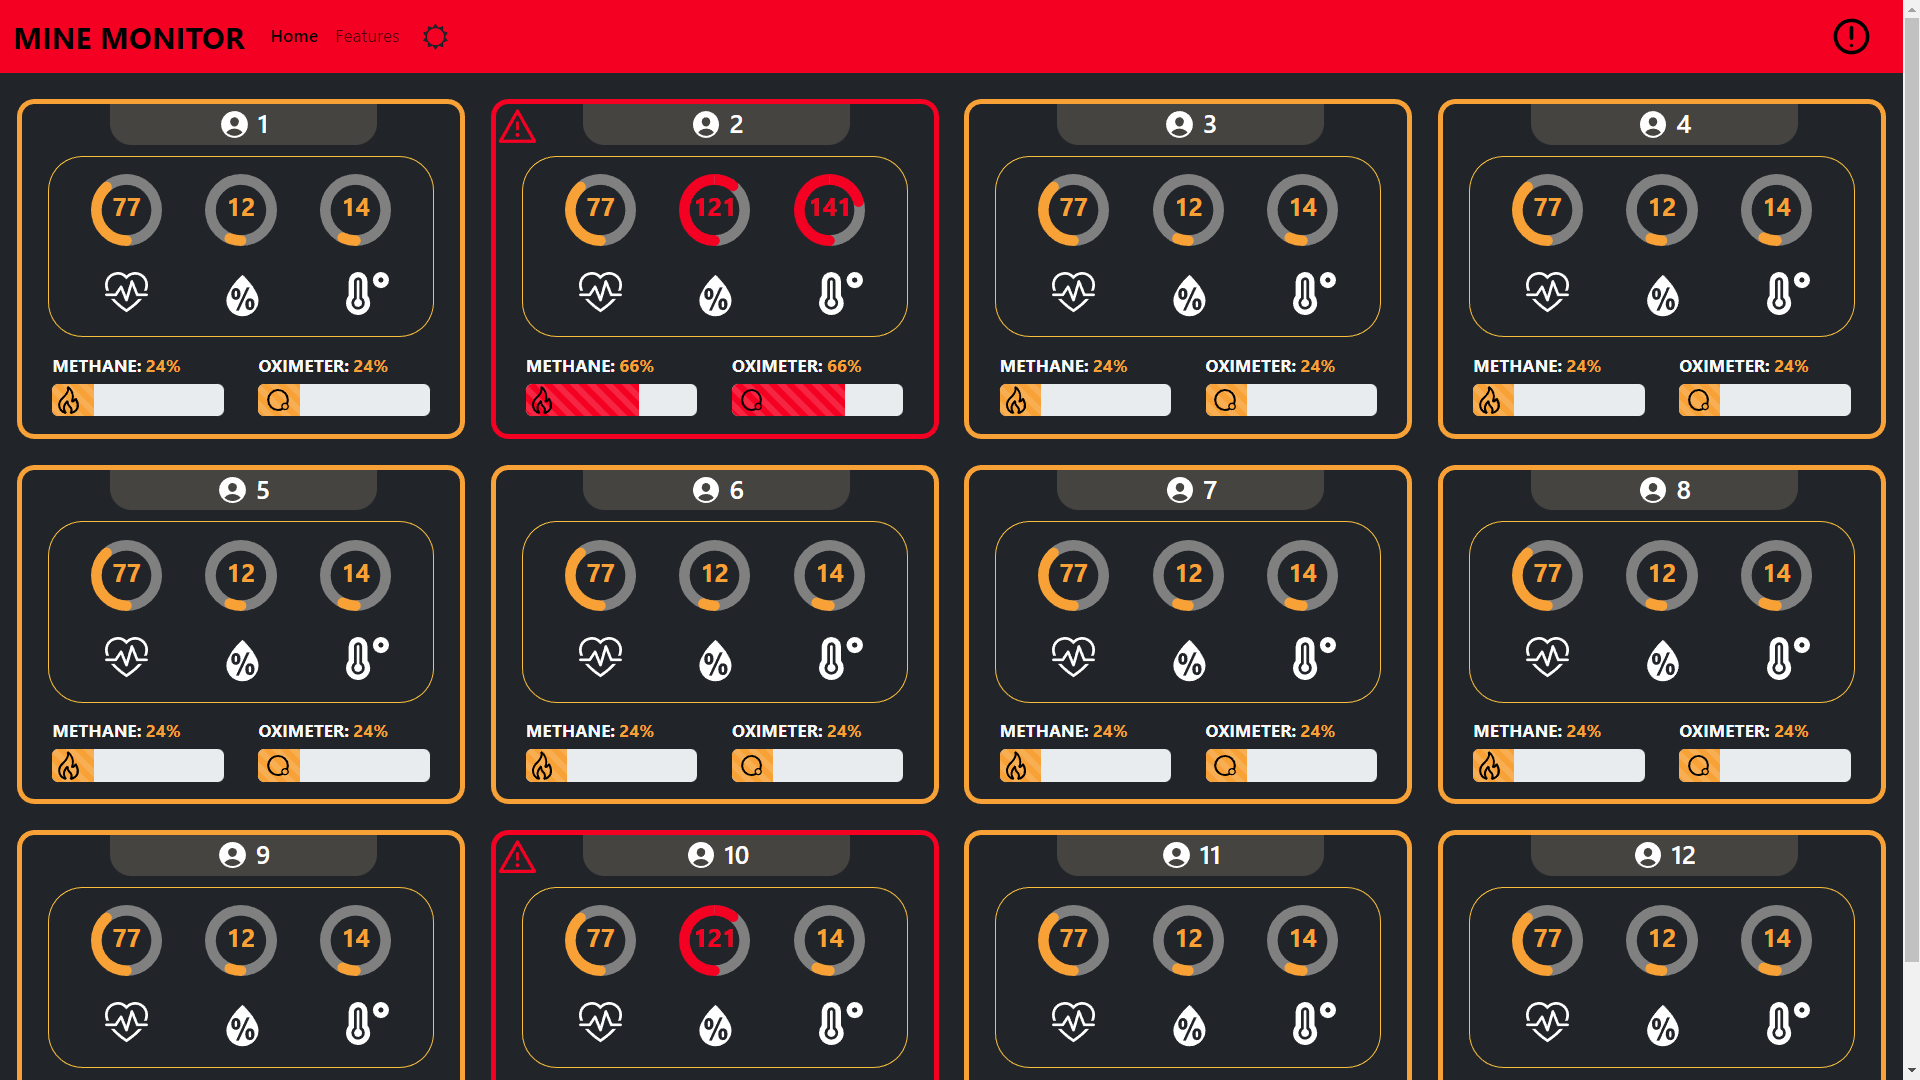 MINE MONITOR Home Features
1 2 3 4
77 12 14 77 121 141 77 12 14 77 12 14
% % % %
METHANE: 24% OXIMETER: 24% METHANE: 66% OXIMETER: 66% METHANE: 24% OXIMETER: 24% METHANE: 24% OXIMETER: 24%
5 6 7 8
77 12 14 77 12 14 77 12 14 77 12 14
% % % %
METHANE: 24% OXIMETER: 24% METHANE: 24% OXIMETER: 24% METHANE: 24% OXIMETER: 24% METHANE: 24% OXIMETER: 24%
9 10 11 12
77 12 14 77 121 14 77 12 14 77 12 14
% % % %